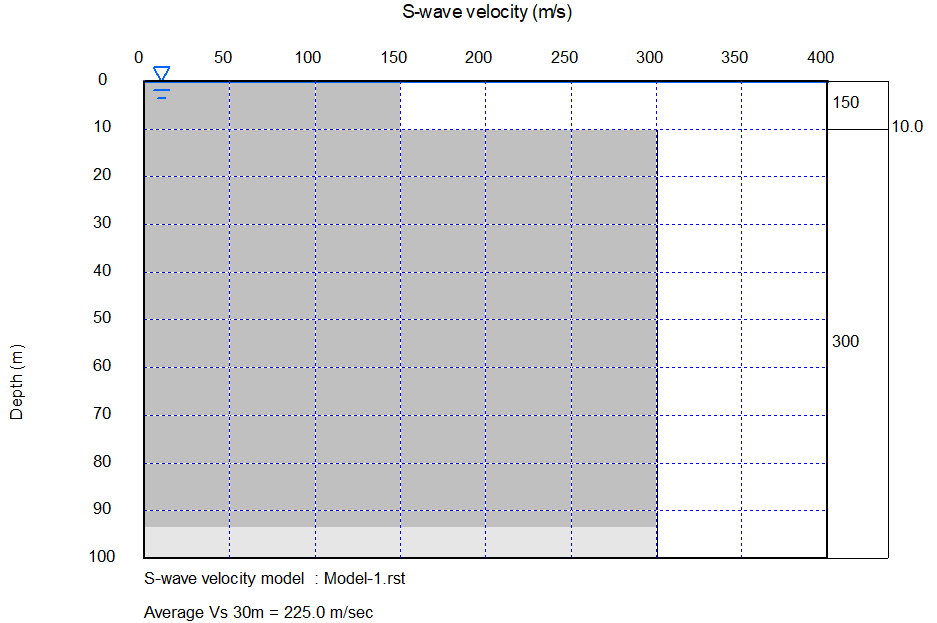 S-wave velocity (m/s)
0 50 100 150 200 250 300 350 400
0
10
20
30
40
50
60
70
80
90
100
Depth (m)
150
10.0
300
S-wave velocity model : Model-1.rst
Average Vs 30m = 225.0 m/sec